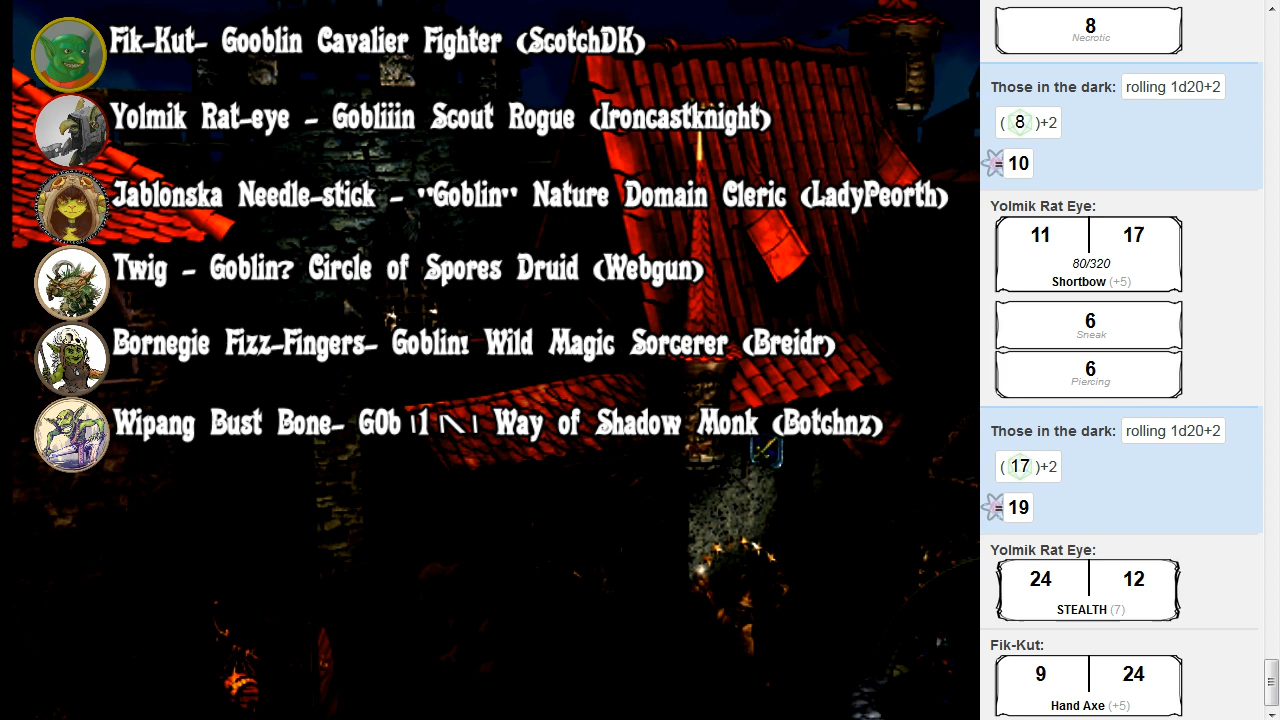 Fik-Kut- Gooblin Cavalier Fighter (ScotchDK)
Yolmik Rat-eye - Gobliiin Scout Rogue (Ironcastknight)
Jablonska Needle-stick - "Goblin" Nature Domain Cleric (LadyPeorth)
Twig - Goblin? Circle of Spores Druid (Webgun)
Bornegie Fizz-Fingers- Goblin! Wild Magic Sorcerer (Breidr)
Wipang Bust Bone- G0b |1 /\/ Way of Shadow Monk (Botchnz)
8
Necrotic
Those in the dark: rolling 1d20+2
(8)+2
=10
Yolmik Rat Eye:
11 17
80/320
Shortbow (+5)
6
Sneak
6
Piercing
Those in the dark: rolling 1d20+2
(17)+2
=19
Yolmik Rat Eye:
24 12
STEALTH (7)
Fik-Kut:
9 24
Hand Axe (+5)